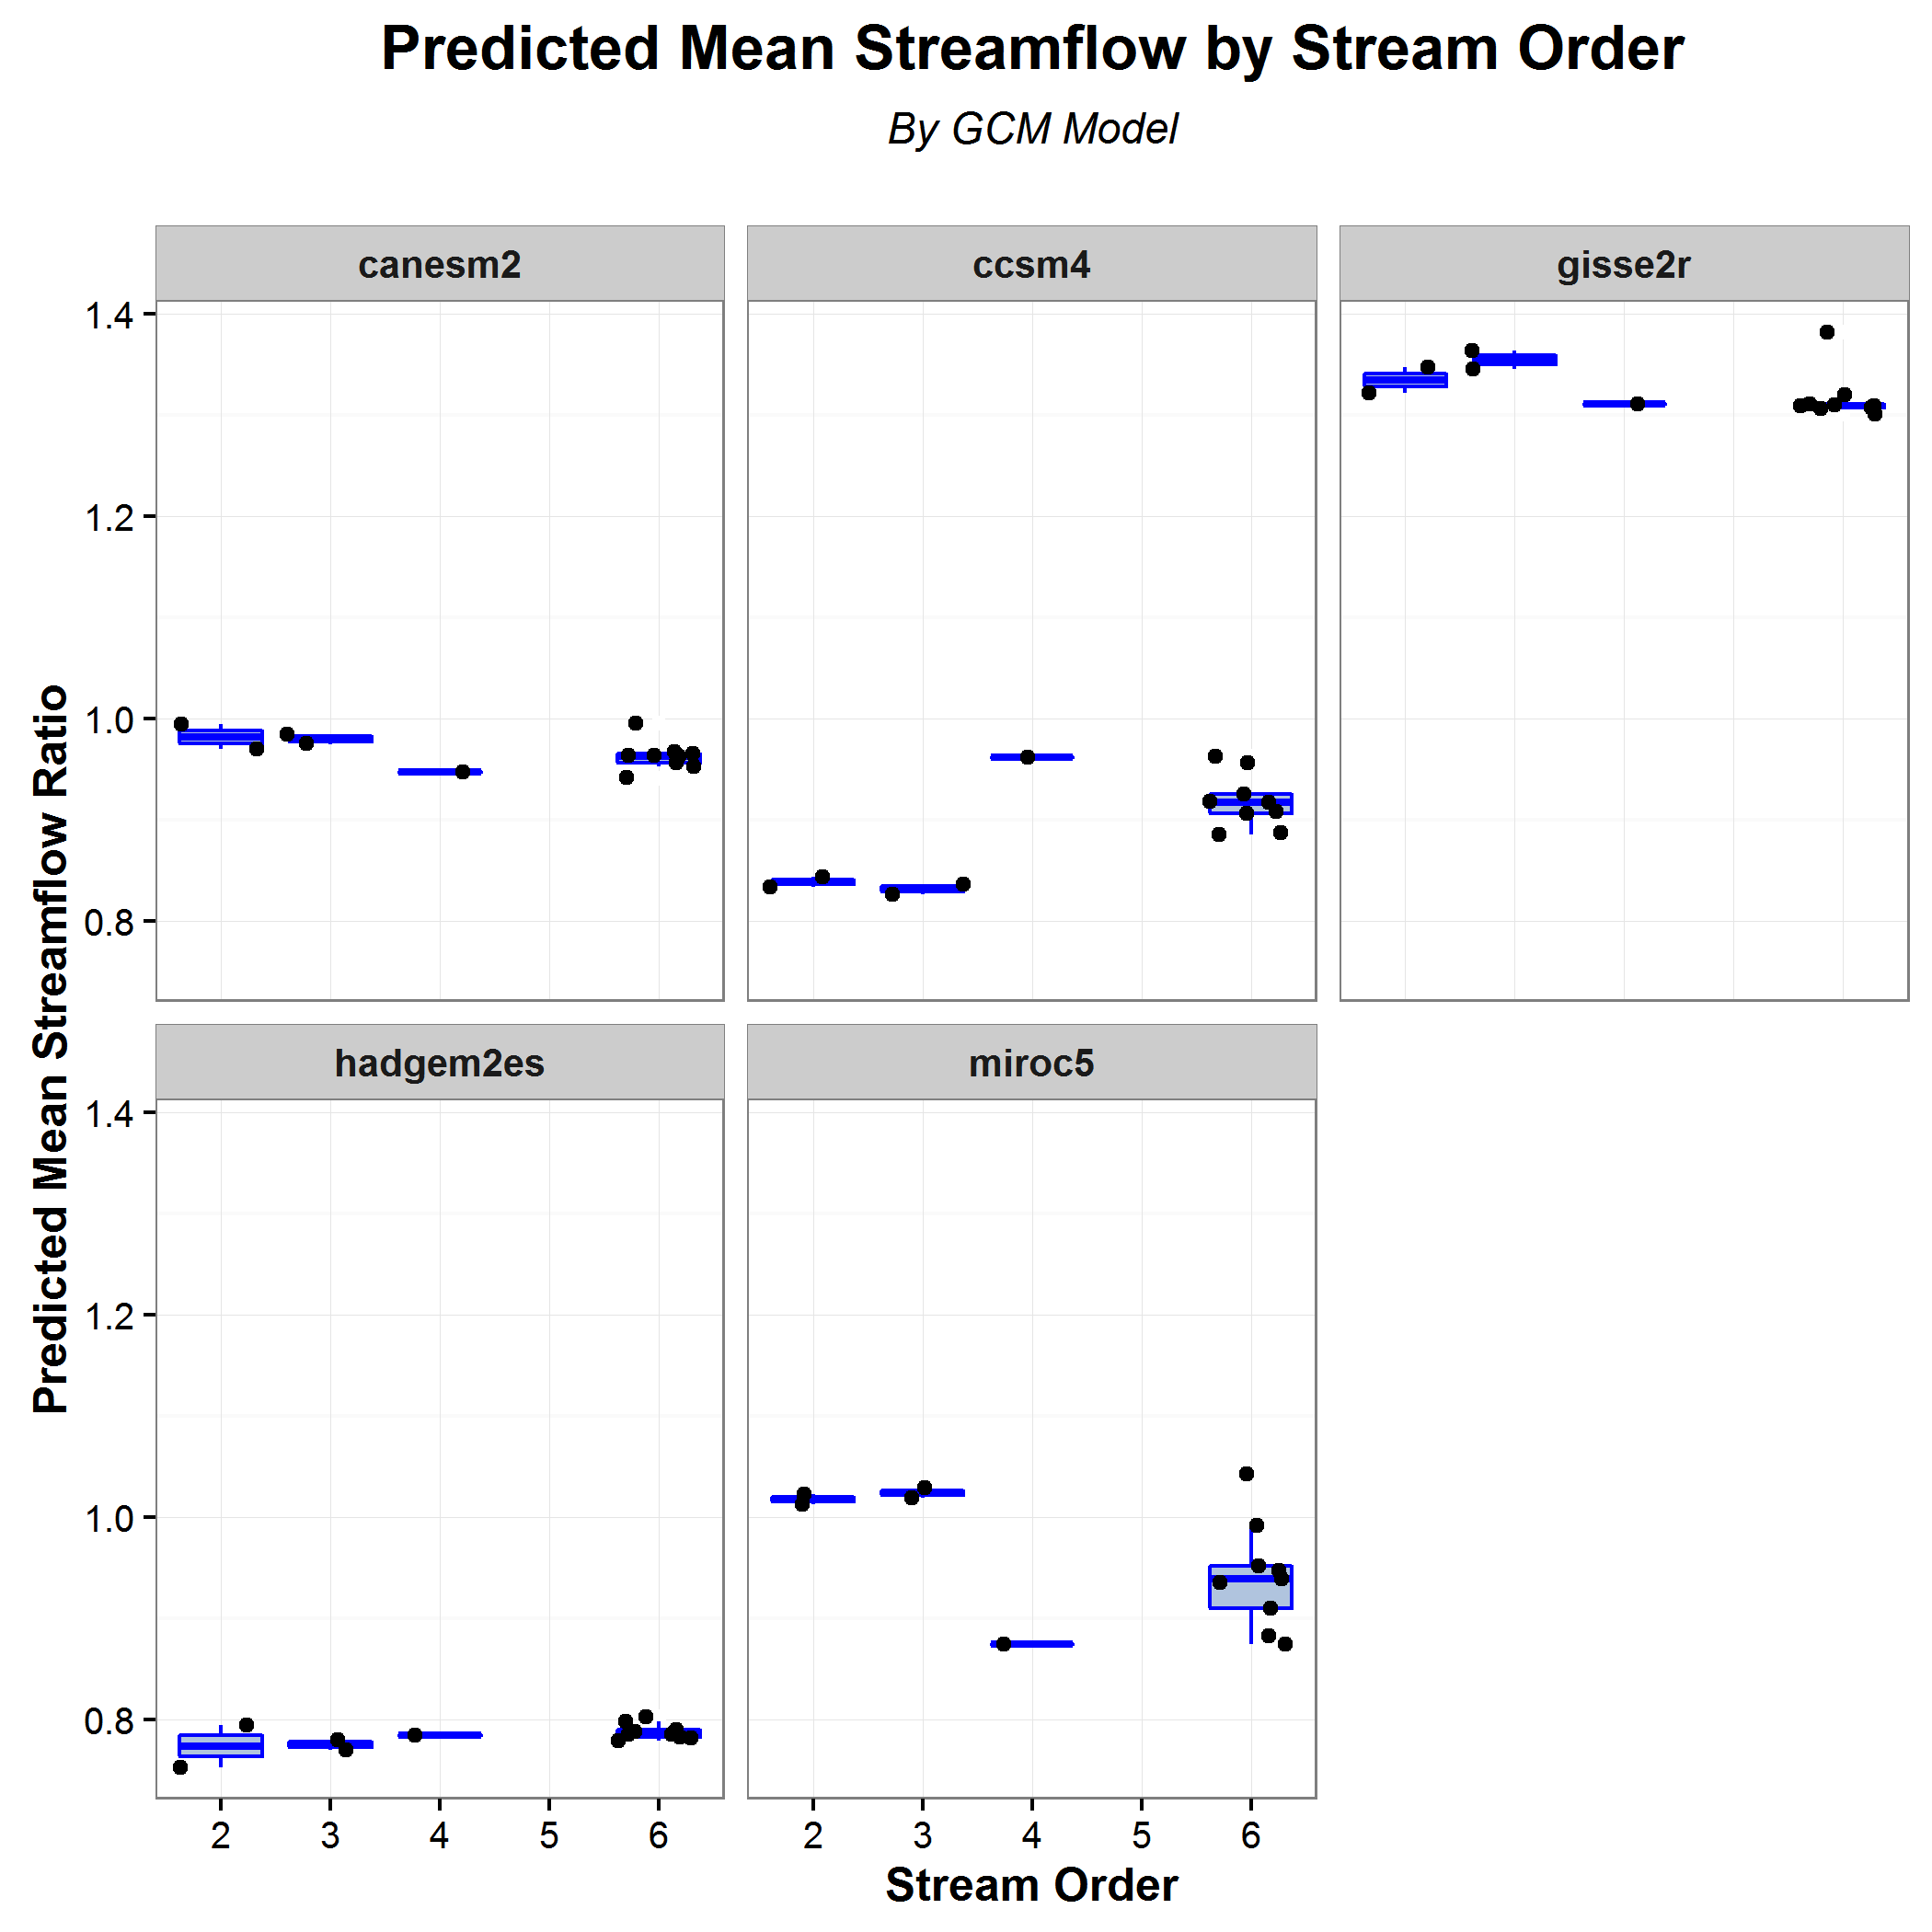 Predicted Mean Streamflow by Stream Order
By GCM Model
canesm2 ccsm4 gisse2r
1.4
1.2
1.0
0.8
Predicted Mean Streamflow Ratio
hadgem2es miroc5
1.4
1.2
1.0
0.8
2 3 4 5 6 2 3 4 5 6
Stream Order